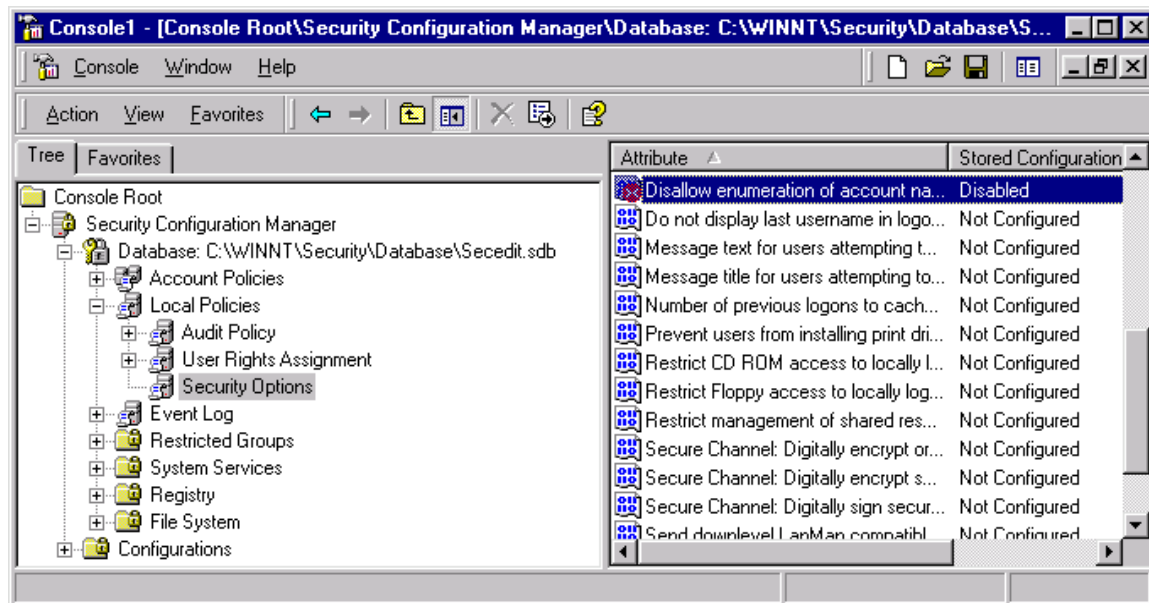 Console1 - [Console Root\Security Configuration Manager\Database: C:\WINNT\Security\Database\S...
Console Window Help
Action View Favorites
Tree Favorites
Console Root
Security Configuration Manager
Database: C:\WINNT\Security\Database\Secedit.sdb
Account Policies
Local Policies
Audit Policy
User Rights Assignment
Security Options
Event Log
Restricted Groups
System Services
Registry
File System
Configurations
Attribute Stored Configuration
Disallow enumeration of account na... Disabled
Do not display last username in logo... Not Configured
Message text for users attempting t... Not Configured
Message title for users attempting to... Not Configured
Number of previous logons to cach... Not Configured
Prevent users from installing print dri... Not Configured
Restrict CD ROM access to locally l... Not Configured
Restrict Floppy access to locally log... Not Configured
Restrict management of shared res... Not Configured
Secure Channel: Digitally encrypt or... Not Configured
Secure Channel: Digitally encrypt s... Not Configured
Secure Channel: Digitally sign secur... Not Configured
Send downlevel LanMan compatibl... Not Configured